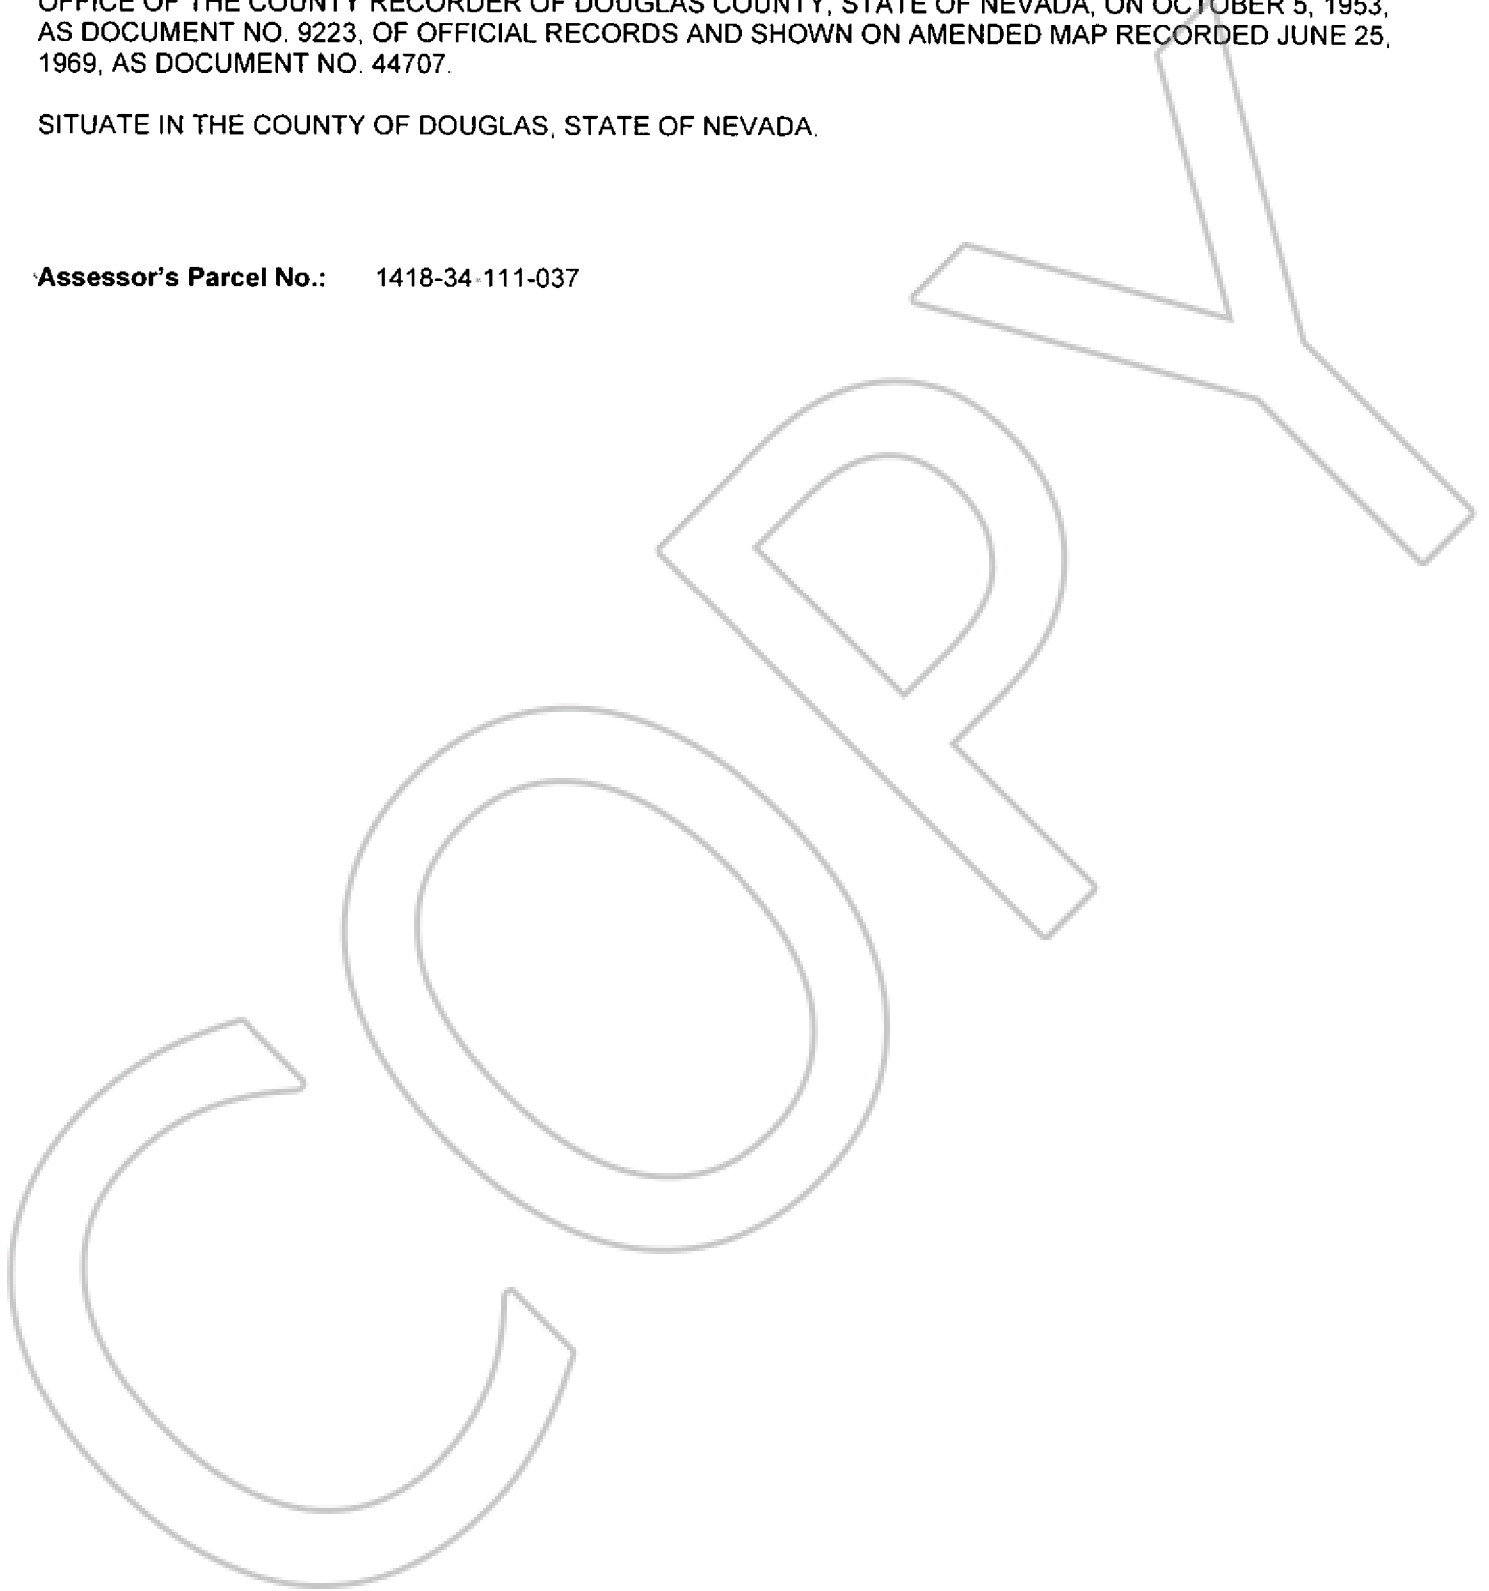 OFFICE OF THE COUNTY RECORDER OF DOUGLAS COUNTY, STATE OF NEVADA, ON OCTOBER 5, 1953,
AS DOCUMENT NO. 9223, OF OFFICIAL RECORDS AND SHOWN ON AMENDED MAP RECORDED JUNE 25,
1969, AS DOCUMENT NO. 44707.
SITUATE IN THE COUNTY OF DOUGLAS, STATE OF NEVADA.
Assessor's Parcel No.: 1418-34-111-037
COPY